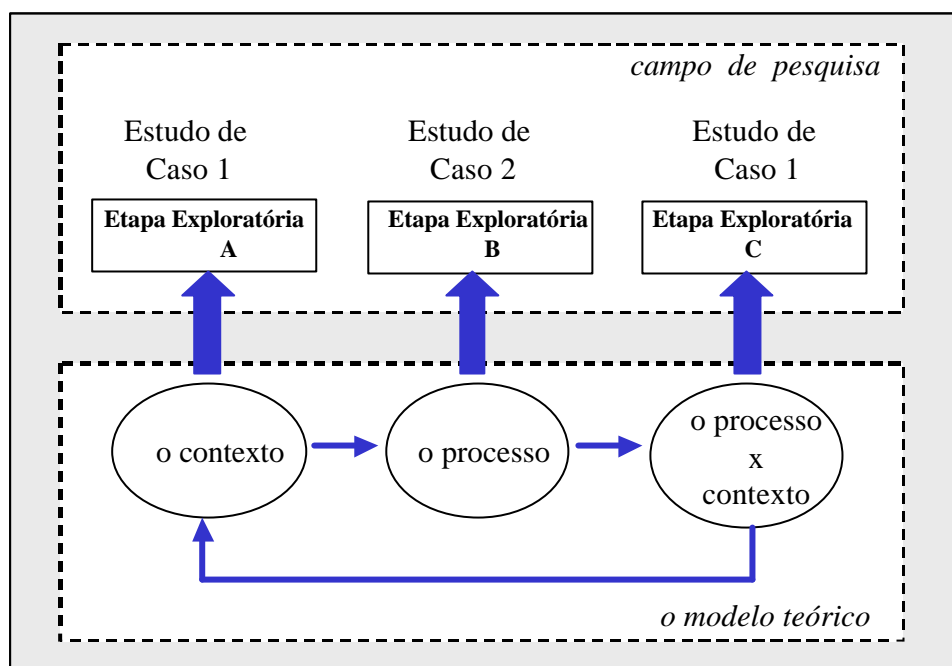 campo de pesquisa
Estudo de
Caso 1
Etapa Exploratória
A
Estudo de
Caso 2
Etapa Exploratória
B
Estudo de
Caso 1
Etapa Exploratória
C
o contexto
o processo
o processo
x
contexto
o modelo teórico